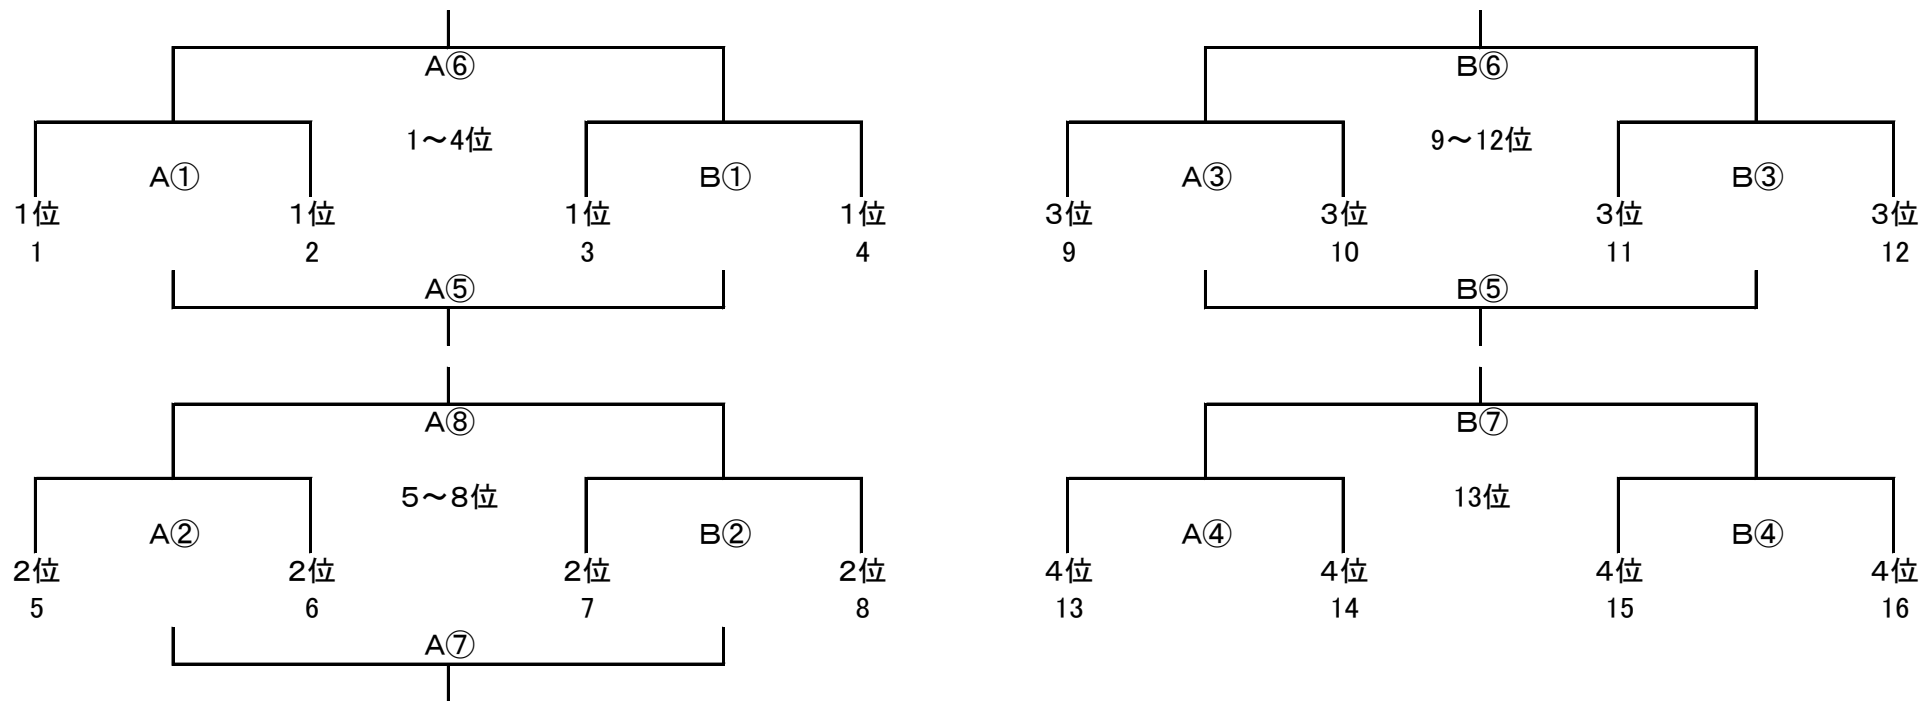 A⑥
1～4位
A① B①
1位 1位 1位 1位
1 2 3 4
A⑤
B⑥
9～12位
A③ B③
3位 3位 3位 3位
9 10 11 12
B⑤
A⑧
5～8位
A② B②
2位 2位 2位 2位
5 6 7 8
A⑦
B⑦
13位
A④ B④
4位 4位 4位 4位
13 14 15 16